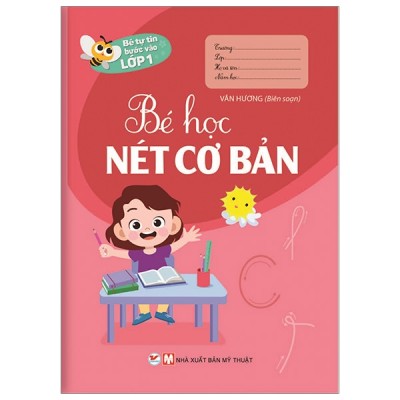 Bé tự tin
bước vào
LỚP 1
Trường:
Lớp:
Họ và tên:
Năm học:
VÂN HƯƠNG (Biên soạn)
Bé học
NÉT CƠ BẢN
NHÀ XUẤT BẢN MỸ THUẬT